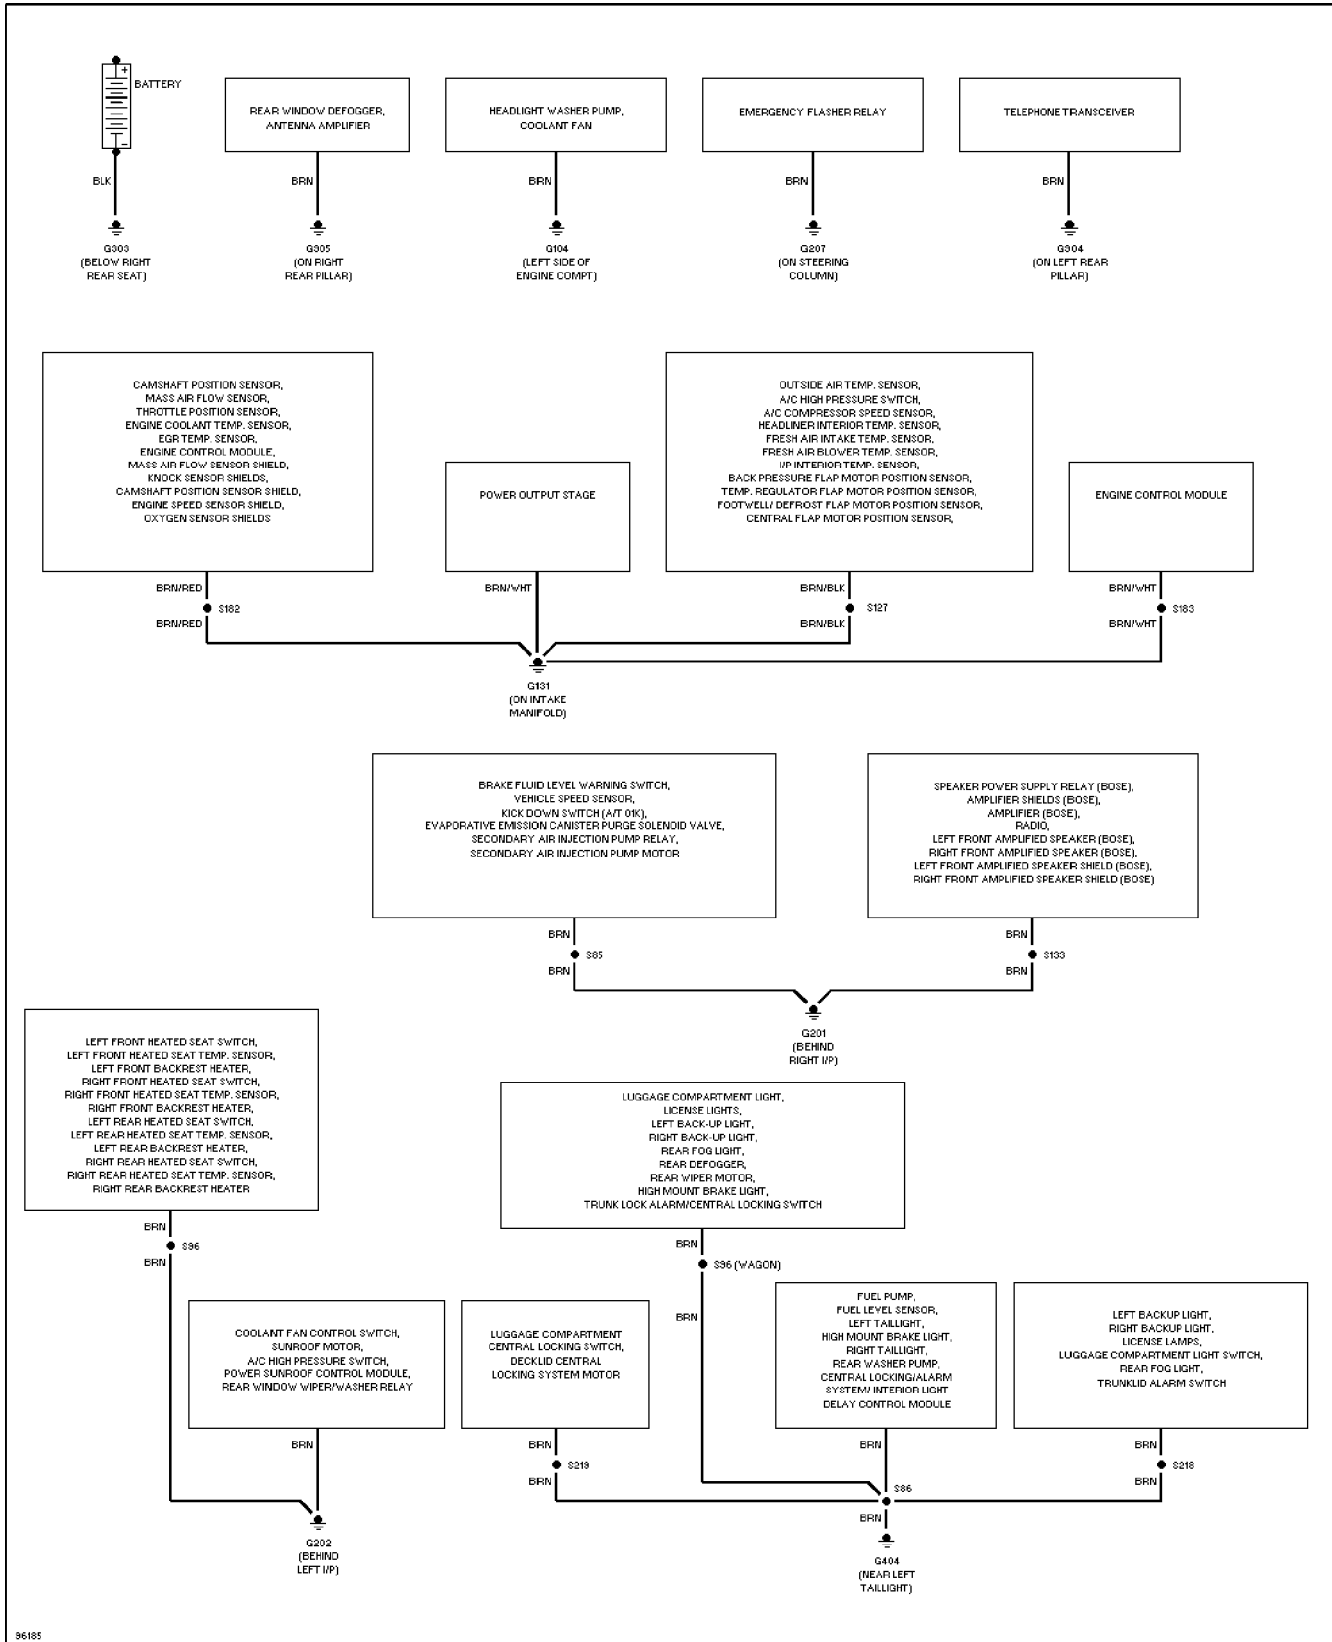 BATTERY
REAR WINDOW DEFOGGER,
ANTENNA AMPLIFIER
HEADLIGHT WASHER PUMP,
COOLANT FAN
EMERGENCY FLASHER RELAY
TELEPHONE TRANSCEIVER
BLK
BRN
BRN
BRN
BRN
G303
(BELOW RIGHT
REAR SEAT)
G305
(ON RIGHT
REAR PILLAR)
G104
(LEFT SIDE OF
ENGINE COMPT)
G207
(ON STEERING
COLUMN)
G304
(ON LEFT REAR
PILLAR)
CAMSHAFT POSITION SENSOR,
MASS AIR FLOW SENSOR,
THROTTLE POSITION SENSOR,
ENGINE COOLANT TEMP. SENSOR,
EGR TEMP. SENSOR,
ENGINE CONTROL MODULE,
MASS AIR FLOW SENSOR SHIELD,
KNOCK SENSOR SHIELDS,
CAMSHAFT POSITION SENSOR SHIELD,
ENGINE SPEED SENSOR SHIELD,
OXYGEN SENSOR SHIELDS
POWER OUTPUT STAGE
OUTSIDE AIR TEMP. SENSOR,
A/C HIGH PRESSURE SWITCH,
A/C COMPRESSOR SPEED SENSOR,
HEADLINER INTERIOR TEMP. SENSOR,
FRESH AIR INTAKE TEMP. SENSOR,
FRESH AIR BLOWER TEMP. SENSOR,
I/P INTERIOR TEMP. SENSOR,
BACK PRESSURE FLAP MOTOR POSITION SENSOR,
TEMP. REGULATOR FLAP MOTOR POSITION SENSOR,
FOOTWELL/ DEFROST FLAP MOTOR POSITION SENSOR,
CENTRAL FLAP MOTOR POSITION SENSOR,
ENGINE CONTROL MODULE
BRN/RED
BRN/WHT
BRN/BLK
BRN/WHT
S182
S127
S183
BRN/RED
BRN/BLK
BRN/WHT
G131
(ON INTAKE
MANIFOLD)
BRAKE FLUID LEVEL WARNING SWITCH,
VEHICLE SPEED SENSOR,
KICK DOWN SWITCH (A/T 01K),
EVAPORATIVE EMISSION CANISTER PURGE SOLENOID VALVE,
SECONDARY AIR INJECTION PUMP RELAY,
SECONDARY AIR INJECTION PUMP MOTOR
SPEAKER POWER SUPPLY RELAY (BOSE),
AMPLIFIER SHIELDS (BOSE),
AMPLIFIER (BOSE),
RADIO,
LEFT FRONT AMPLIFIED SPEAKER (BOSE),
RIGHT FRONT AMPLIFIED SPEAKER (BOSE),
LEFT FRONT AMPLIFIED SPEAKER SHIELD (BOSE),
RIGHT FRONT AMPLIFIED SPEAKER SHIELD (BOSE)
BRN
BRN
S85
S133
BRN
BRN
G201
(BEHIND
RIGHT I/P)
LEFT FRONT HEATED SEAT SWITCH,
LEFT FRONT HEATED SEAT TEMP. SENSOR,
LEFT FRONT BACKREST HEATER,
RIGHT FRONT HEATED SEAT SWITCH,
RIGHT FRONT HEATED SEAT TEMP. SENSOR,
RIGHT FRONT BACKREST HEATER,
LEFT REAR HEATED SEAT SWITCH,
LEFT REAR HEATED SEAT TEMP. SENSOR,
LEFT REAR BACKREST HEATER,
RIGHT REAR HEATED SEAT SWITCH,
RIGHT REAR HEATED SEAT TEMP. SENSOR,
RIGHT REAR BACKREST HEATER
LUGGAGE COMPARTMENT LIGHT,
LICENSE LIGHTS,
LEFT BACK-UP LIGHT,
RIGHT BACK-UP LIGHT,
REAR FOG LIGHT,
REAR DEFOGGER,
REAR WIPER MOTOR,
HIGH MOUNT BRAKE LIGHT,
TRUNK LOCK ALARM/CENTRAL LOCKING SWITCH
BRN
S96
BRN
BRN
S96 (WAGON)
BRN
COOLANT FAN CONTROL SWITCH,
SUNROOF MOTOR,
A/C HIGH PRESSURE SWITCH,
POWER SUNROOF CONTROL MODULE,
REAR WINDOW WIPER/WASHER RELAY
LUGGAGE COMPARTMENT
CENTRAL LOCKING SWITCH,
DECKLID CENTRAL
LOCKING SYSTEM MOTOR
FUEL PUMP,
FUEL LEVEL SENSOR,
LEFT TAILLIGHT,
HIGH MOUNT BRAKE LIGHT,
RIGHT TAILLIGHT,
REAR WASHER PUMP,
CENTRAL LOCKING/ALARM
SYSTEM/ INTERIOR LIGHT
DELAY CONTROL MODULE
LEFT BACKUP LIGHT,
RIGHT BACKUP LIGHT,
LICENSE LAMPS,
LUGGAGE COMPARTMENT LIGHT SWITCH,
REAR FOG LIGHT,
TRUNKLID ALARM SWITCH
BRN
BRN
BRN
BRN
S219
S218
BRN
BRN
S86
BRN
G202
(BEHIND
LEFT I/P)
G404
(NEAR LEFT
TAILLIGHT)
96185